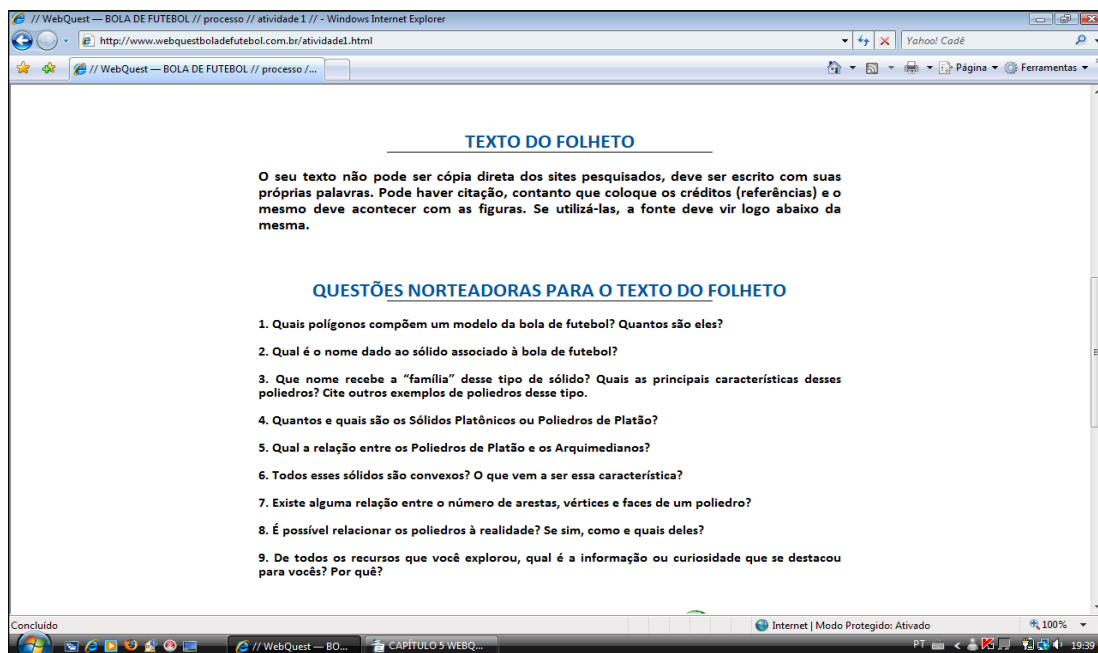 // WebQuest — BOLA DE FUTEBOL // processo // atividade 1 // - Windows Internet Explorer
http://www.webquestboladefutebol.com.br/atividade1.html
Yahoo! Cadê
// WebQuest — BOLA DE FUTEBOL // processo /...
Página
Ferramentas
TEXTO DO FOLHETO
O seu texto não pode ser cópia direta dos sites pesquisados, deve ser escrito com suas
próprias palavras. Pode haver citação, contanto que coloque os créditos (referências) e o
mesmo deve acontecer com as figuras. Se utilizá-las, a fonte deve vir logo abaixo da
mesma.
QUESTÕES NORTEADORAS PARA O TEXTO DO FOLHETO
1. Quais polígonos compõem um modelo da bola de futebol? Quantos são eles?
2. Qual é o nome dado ao sólido associado à bola de futebol?
3. Que nome recebe a “família” desse tipo de sólido? Quais as principais características desses
poliedros? Cite outros exemplos de poliedros desse tipo.
4. Quantos e quais são os Sólidos Platônicos ou Poliedros de Platão?
5. Qual a relação entre os Poliedros de Platão e os Arquimedianos?
6. Todos esses sólidos são convexos? O que vem a ser essa característica?
7. Existe alguma relação entre o número de arestas, vértices e faces de um poliedro?
8. É possível relacionar os poliedros à realidade? Se sim, como e quais deles?
9. De todos os recursos que você explorou, qual é a informação ou curiosidade que se destacou
para vocês? Por quê?
Concluído
Internet | Modo Protegido: Ativado
100%
// WebQuest — BO...
CAPÍTULO 5 WEBQ...
PT
19:39